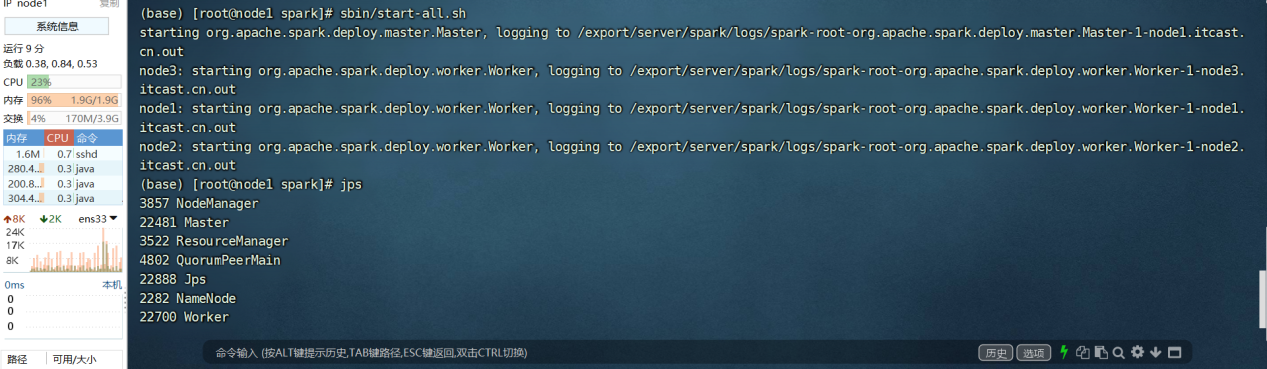 IP node1
复制
系统信息
运行 9 分
负载 0.38, 0.84, 0.53
CPU 23%
内存 96% 1.9G/1.9G
交换 4% 170M/3.9G
内存 CPU 命令
1.6M 0.7 sshd
280.4... 0.3 java
200.8... 0.3 java
304.4... 0.3 java
8K 2K ens33
24K
17K
8K
0ms 本机
0
0
0
路径 可用/大小
(base) [root@node1 spark]# sbin/start-all.sh
starting org.apache.spark.deploy.master.Master, logging to /export/server/spark/logs/spark-root-org.apache.spark.deploy.master.Master-1-node1.itcast.
cn.out
node3: starting org.apache.spark.deploy.worker.Worker, logging to /export/server/spark/logs/spark-root-org.apache.spark.deploy.worker.Worker-1-node3.
itcast.cn.out
node1: starting org.apache.spark.deploy.worker.Worker, logging to /export/server/spark/logs/spark-root-org.apache.spark.deploy.worker.Worker-1-node1.
itcast.cn.out
node2: starting org.apache.spark.deploy.worker.Worker, logging to /export/server/spark/logs/spark-root-org.apache.spark.deploy.worker.Worker-1-node2.
itcast.cn.out
(base) [root@node1 spark]# jps
3857 NodeManager
22481 Master
3522 ResourceManager
4802 QuorumPeerMain
22888 Jps
2282 NameNode
22700 Worker
命令输入 (按ALT键提示历史,TAB键路径,ESC键返回,双击CTRL切换)
历史 选项